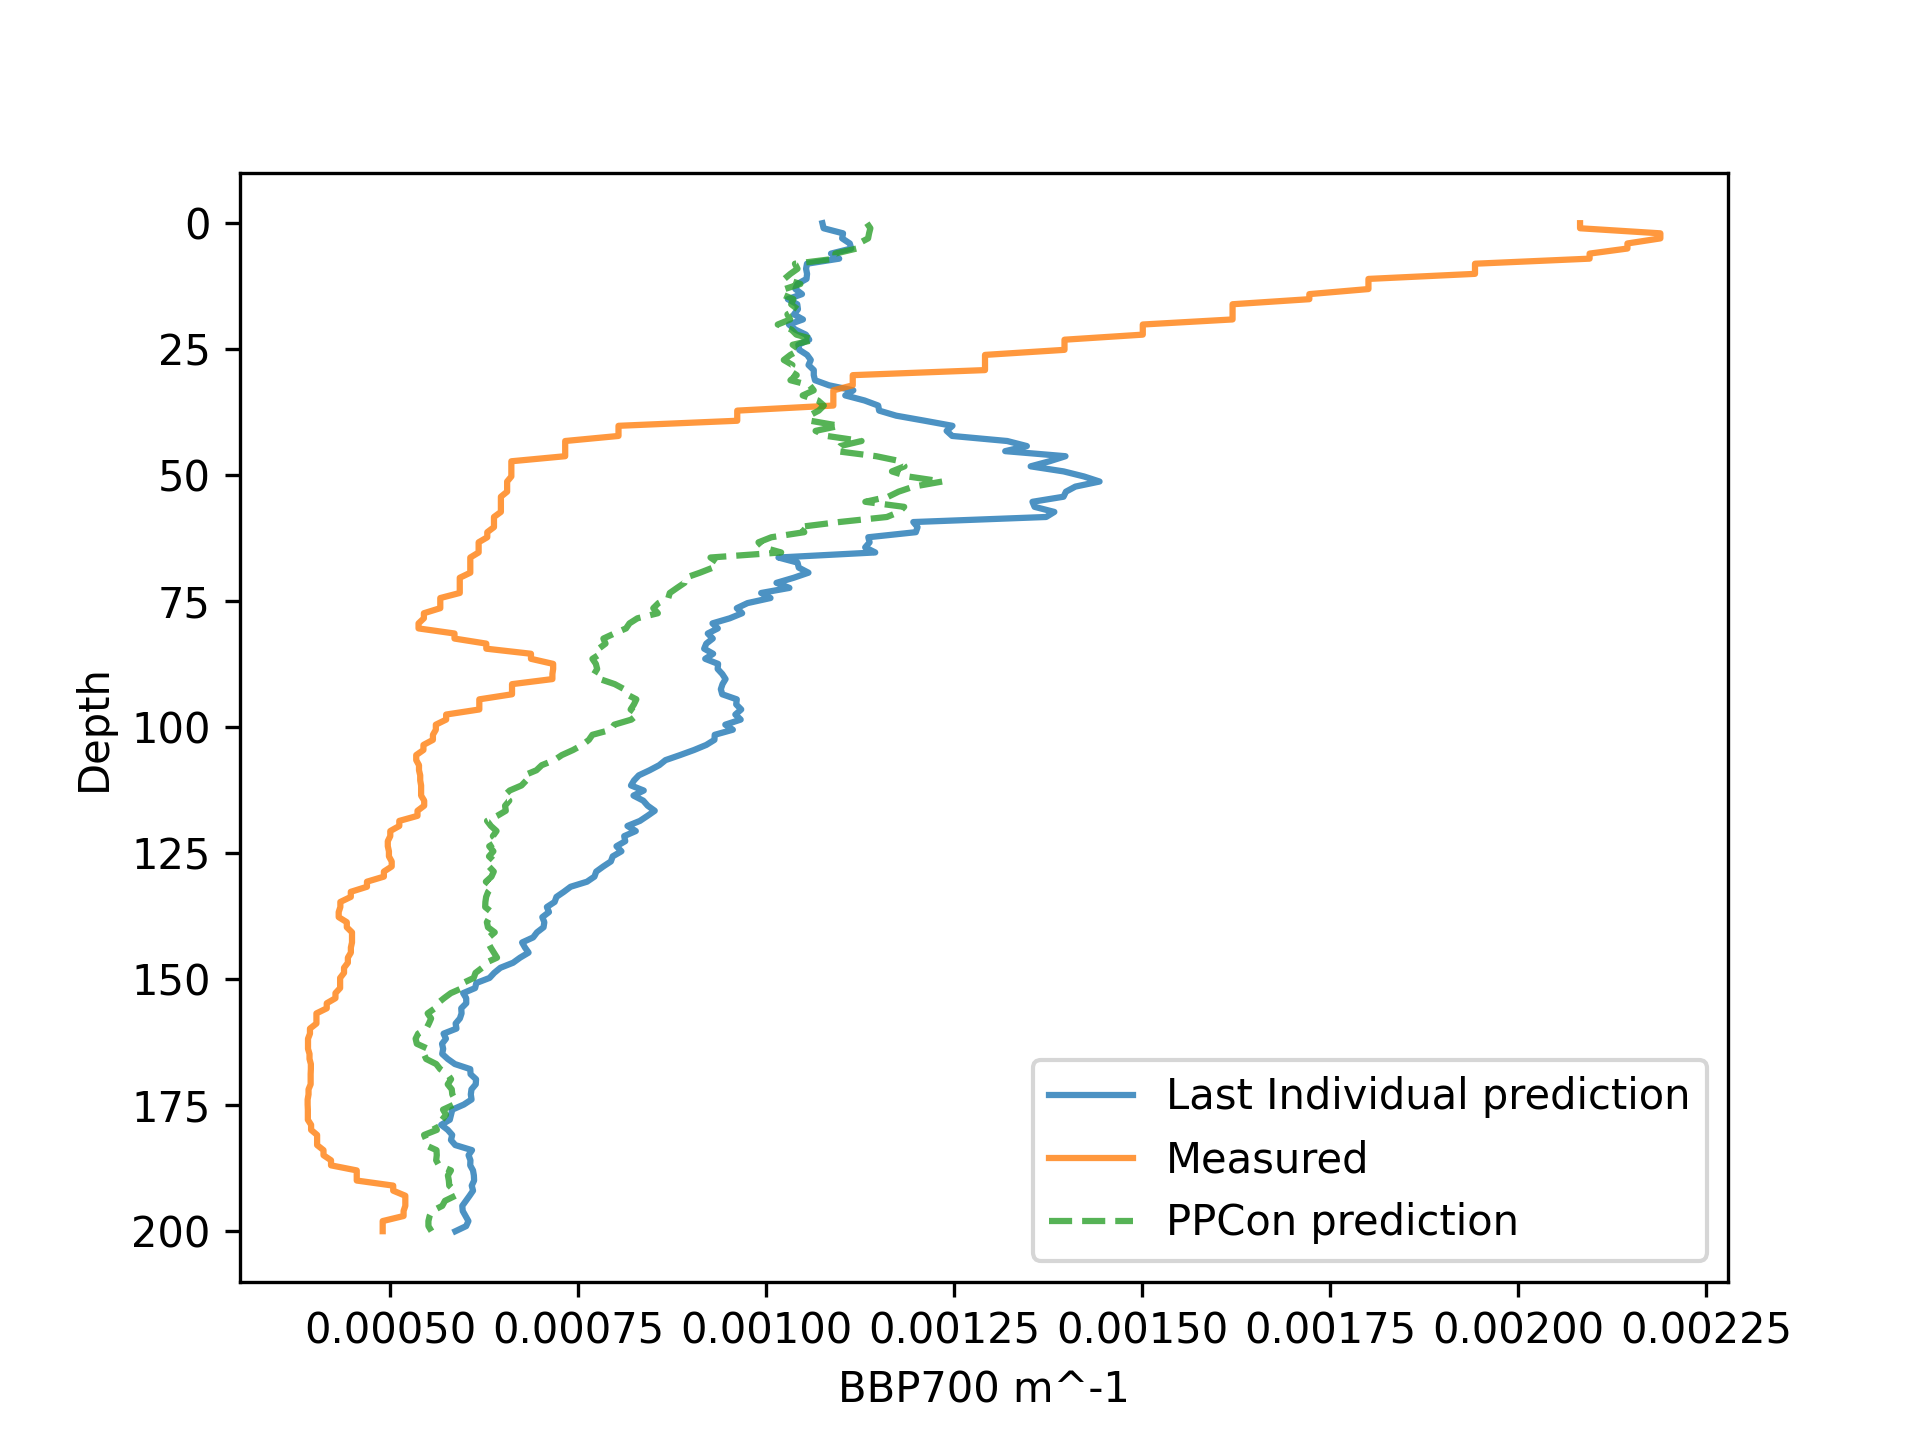 0
25
50
75
100
125
150
175
200
Depth
0.00050 0.00075 0.00100 0.00125 0.00150 0.00175 0.00200 0.00225
BBP700 m^-1
Last Individual prediction
Measured
PPCon prediction